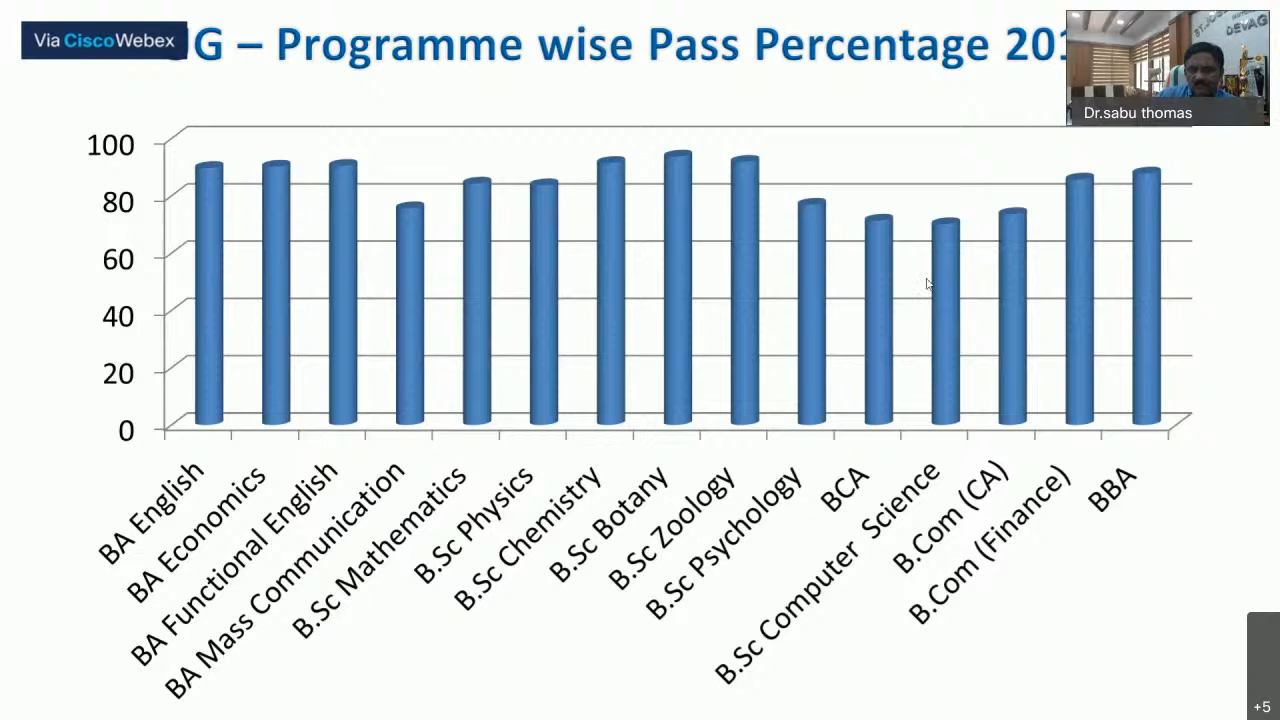 Via CiscoWebex
G – Programme wise Pass Percentage 201
Dr.sabu thomas
100
80
60
40
20
0
BA English
BA Economics
BA Functional English
BA Mass Communication
B.Sc Mathematics
B.Sc Physics
B.Sc Chemistry
B.Sc Botany
B.Sc Zoology
B.Sc Psychology
BCA
B.Sc Computer Science
B.Com (CA)
B.Com (Finance)
BBA
+5